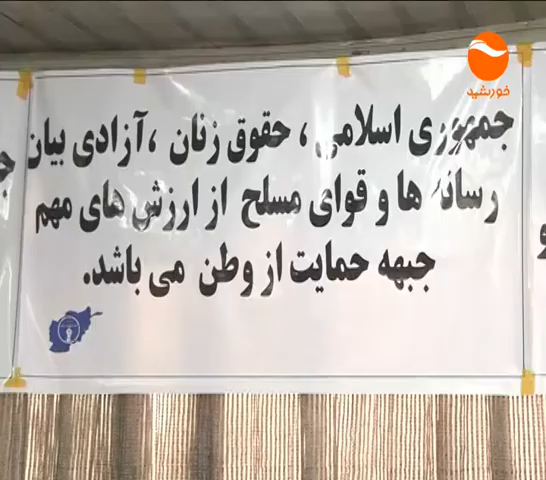 خورشید
جمهوری اسلامی ، حقوق زنان ،آزادی بیان
رسانه ها و قوای مسلح از ارزش های مهم
جبهه حمایت از وطن می باشد.